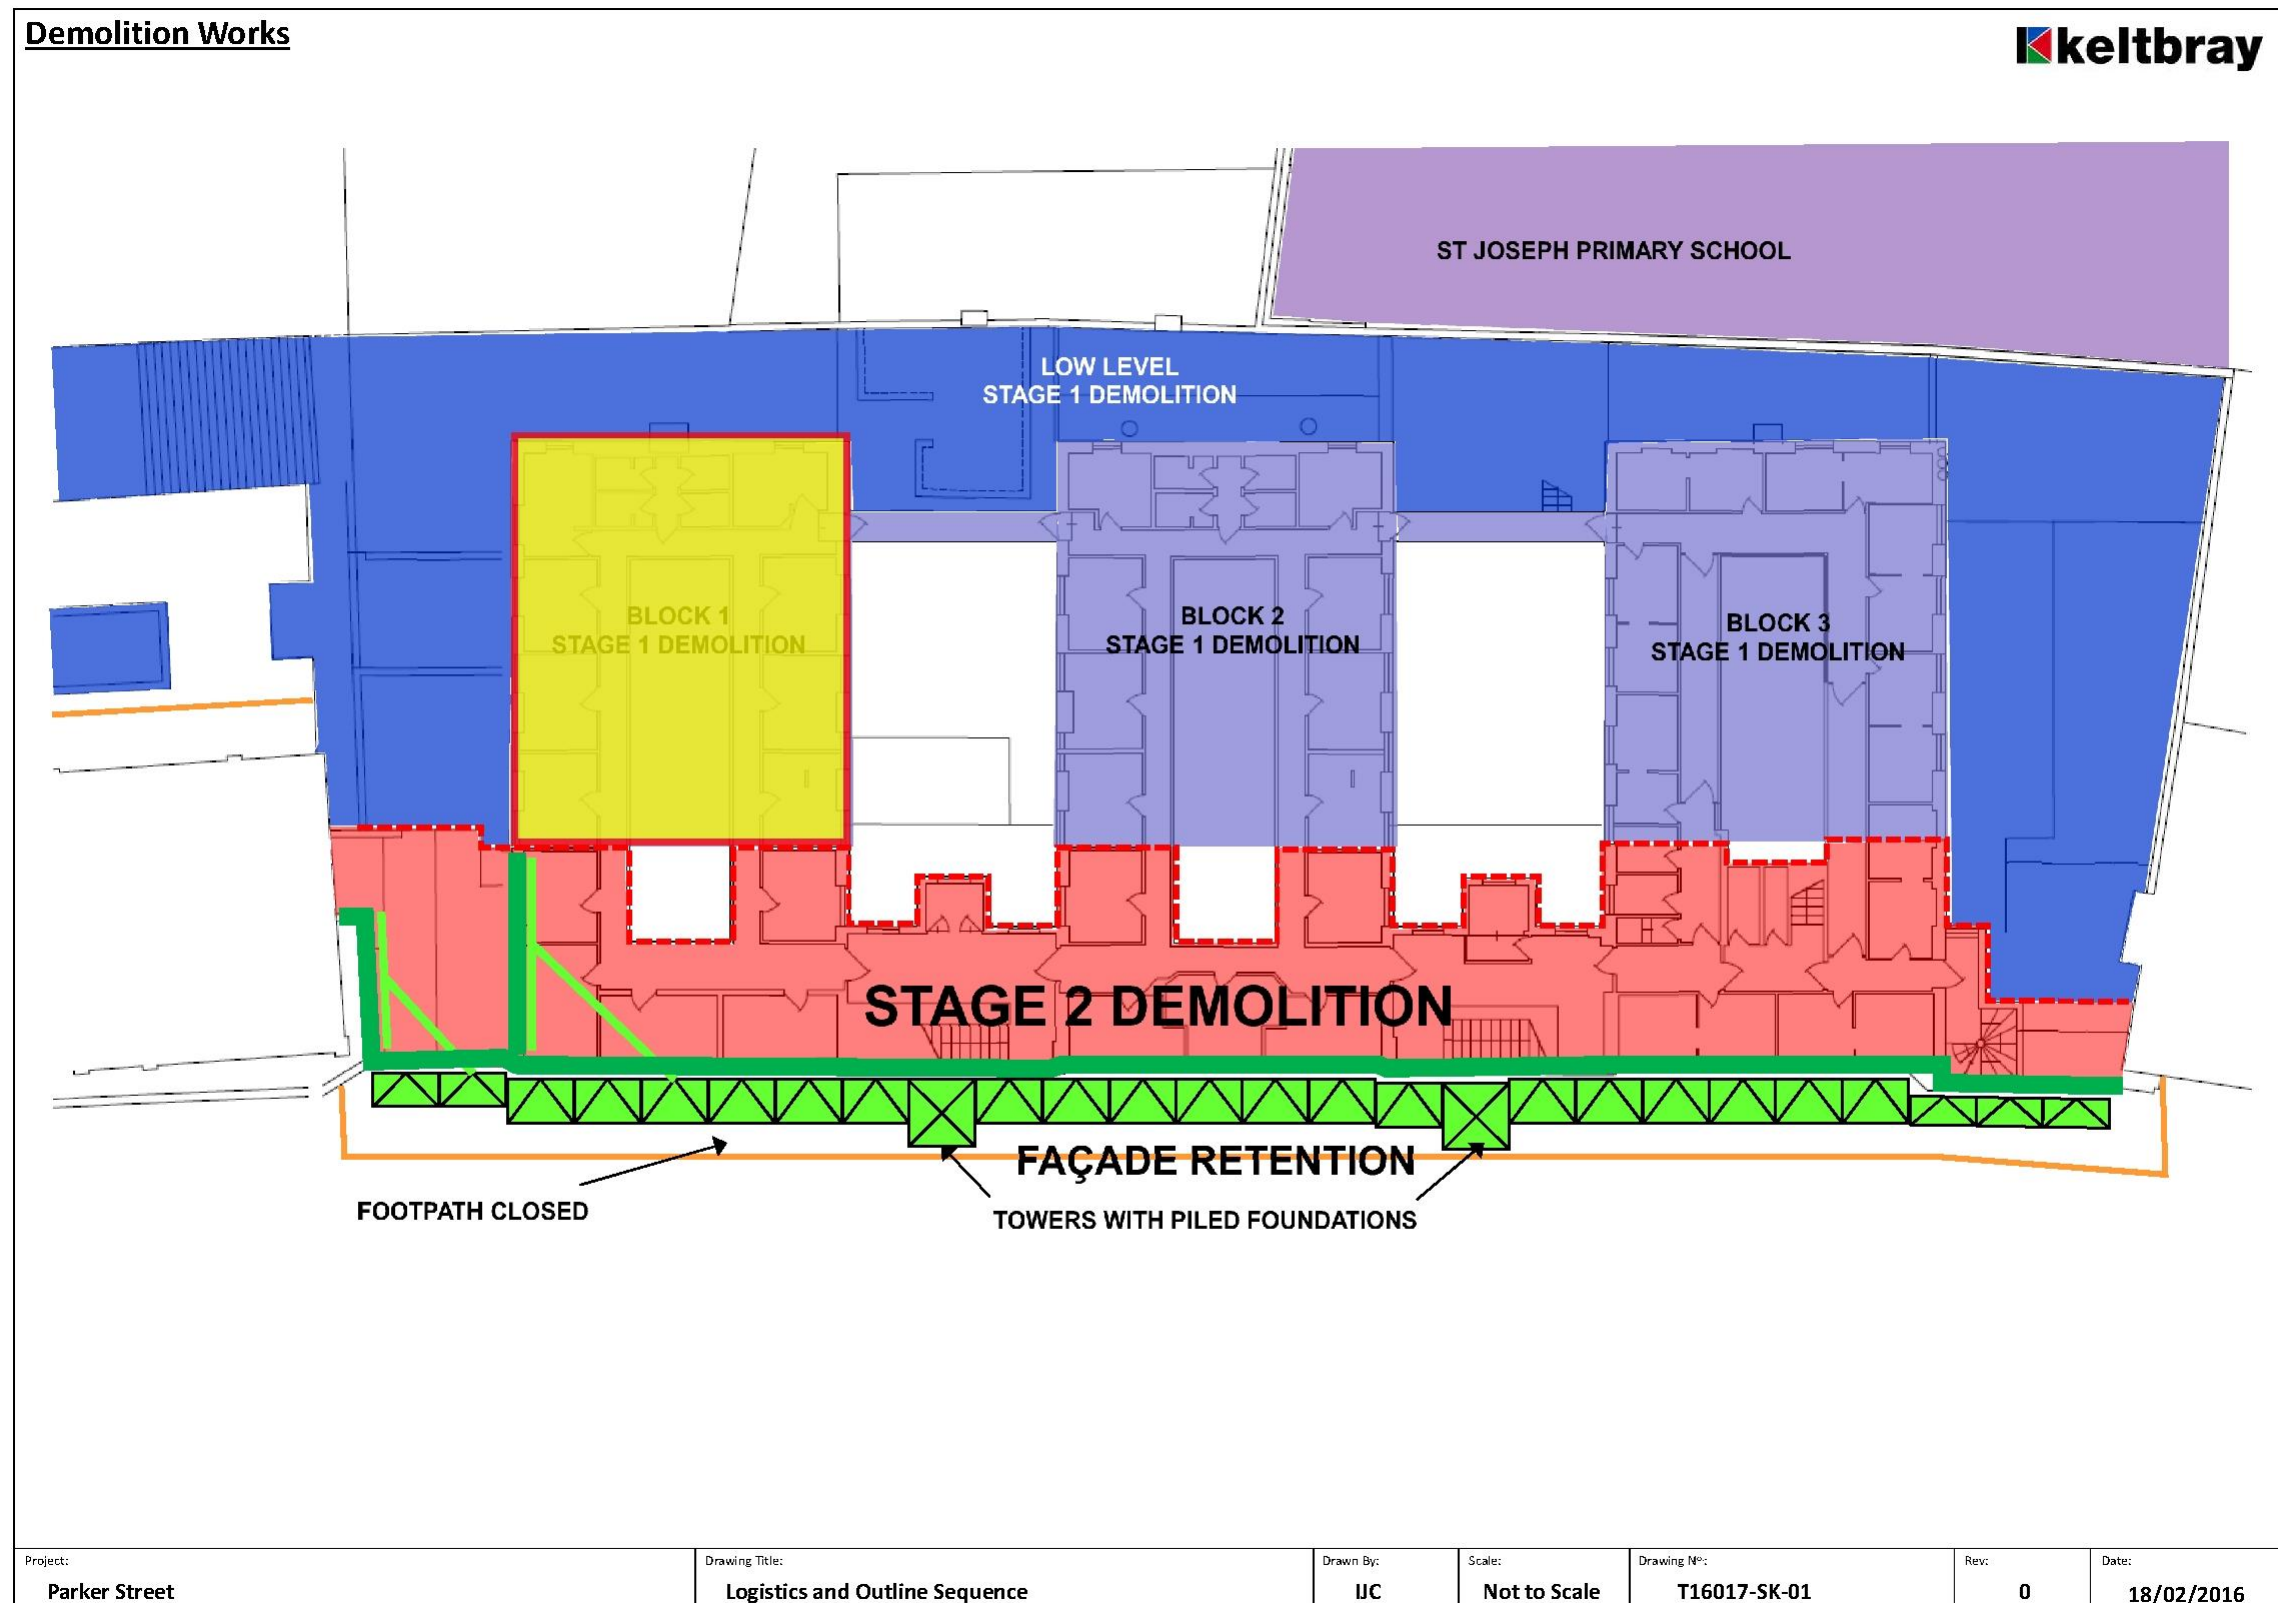 Demolition Works
keltbray
ST JOSEPH PRIMARY SCHOOL
LOW LEVEL
STAGE 1 DEMOLITION
BLOCK 1
STAGE 1 DEMOLITION
BLOCK 2
STAGE 1 DEMOLITION
BLOCK 3
STAGE 1 DEMOLITION
STAGE 2 DEMOLITION
FAÇADE RETENTION
FOOTPATH CLOSED
TOWERS WITH PILED FOUNDATIONS
Project:
Parker Street
Drawing Title:
Logistics and Outline Sequence
Drawn By:
IJC
Scale:
Not to Scale
Drawing Nº:
T16017-SK-01
Rev:
0
Date:
18/02/2016